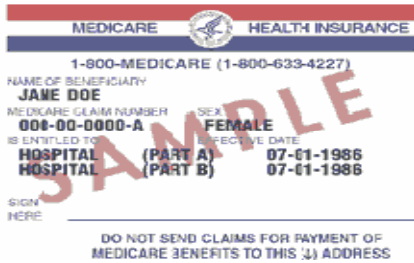 MEDICARE HEALTH INSURANCE
1-800-MEDICARE (1-800-633-4227)
NAME OF BENEFICIARY
JANE DOE
MEDICARE CLAIM NUMBER SEX
000-00-0000-A FEMALE
IS ENTITLED TO EFFECTIVE DATE
HOSPITAL (PART A) 07-01-1986
HOSPITAL (PART B) 07-01-1986
SAMPLE
SIGN
HERE
DO NOT SEND CLAIMS FOR PAYMENT OF
MEDICARE BENEFITS TO THIS ADDRESS